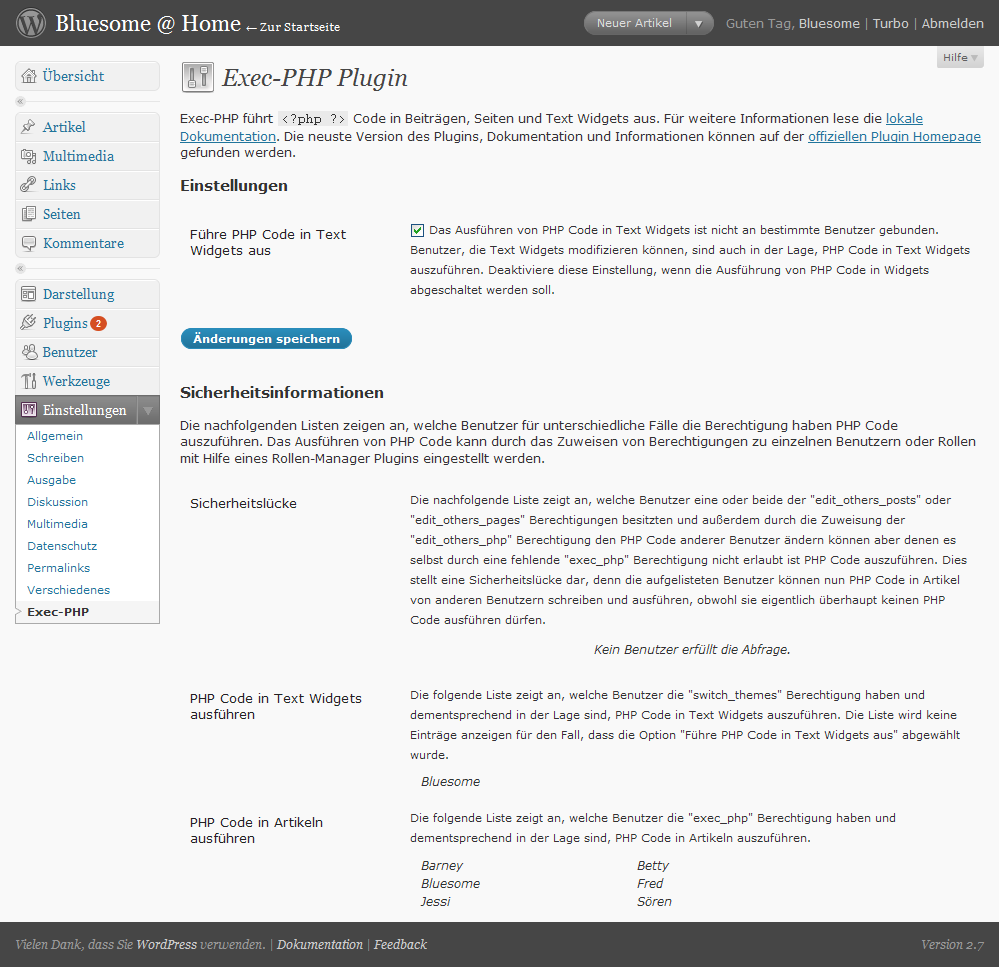 Bluesome @ Home ← Zur Startseite
Neuer Artikel ▼ Guten Tag, Bluesome | Turbo | Abmelden
Hilfe ▼
Übersicht
«
Artikel
Multimedia
Links
Seiten
Kommentare
«
Darstellung
Plugins 2
Benutzer
Werkzeuge
Einstellungen ▼
Allgemein
Schreiben
Ausgabe
Diskussion
Multimedia
Datenschutz
Permalinks
Verschiedenes
Exec-PHP
Exec-PHP Plugin
Exec-PHP führt <?php ?> Code in Beiträgen, Seiten und Text Widgets aus. Für weitere Informationen lese die lokale
Dokumentation. Die neuste Version des Plugins, Dokumentation und Informationen können auf der offiziellen Plugin Homepage
gefunden werden.
Einstellungen
Führe PHP Code in Text
Widgets aus
Das Ausführen von PHP Code in Text Widgets ist nicht an bestimmte Benutzer gebunden.
Benutzer, die Text Widgets modifizieren können, sind auch in der Lage, PHP Code in Text Widgets
auszuführen. Deaktiviere diese Einstellung, wenn die Ausführung von PHP Code in Widgets
abgeschaltet werden soll.
Änderungen speichern
Sicherheitsinformationen
Die nachfolgenden Listen zeigen an, welche Benutzer für unterschiedliche Fälle die Berechtigung haben PHP Code
auszuführen. Das Ausführen von PHP Code kann durch das Zuweisen von Berechtigungen zu einzelnen Benutzern oder Rollen
mit Hilfe eines Rollen-Manager Plugins eingestellt werden.
Sicherheitslücke
Die nachfolgende Liste zeigt an, welche Benutzer eine oder beide der "edit_others_posts" oder
"edit_others_pages" Berechtigungen besitzten und außerdem durch die Zuweisung der
"edit_others_php" Berechtigung den PHP Code anderer Benutzer ändern können aber denen es
selbst durch eine fehlende "exec_php" Berechtigung nicht erlaubt ist PHP Code auszuführen. Dies
stellt eine Sicherheitslücke dar, denn die aufgelisteten Benutzer können nun PHP Code in Artikel
von anderen Benutzern schreiben und ausführen, obwohl sie eigentlich überhaupt keinen PHP
Code ausführen dürfen.
Kein Benutzer erfüllt die Abfrage.
PHP Code in Text Widgets
ausführen
Die folgende Liste zeigt an, welche Benutzer die "switch_themes" Berechtigung haben und
dementsprechend in der Lage sind, PHP Code in Text Widgets auszuführen. Die Liste wird keine
Einträge anzeigen für den Fall, dass die Option "Führe PHP Code in Text Widgets aus" abgewählt
wurde.
Bluesome
PHP Code in Artikeln
ausführen
Die folgende Liste zeigt an, welche Benutzer die "exec_php" Berechtigung haben und
dementsprechend in der Lage sind, PHP Code in Artikeln auszuführen.
Barney Betty
Bluesome Fred
Jessi Sören
Vielen Dank, dass Sie WordPress verwenden. | Dokumentation | Feedback
Version 2.7